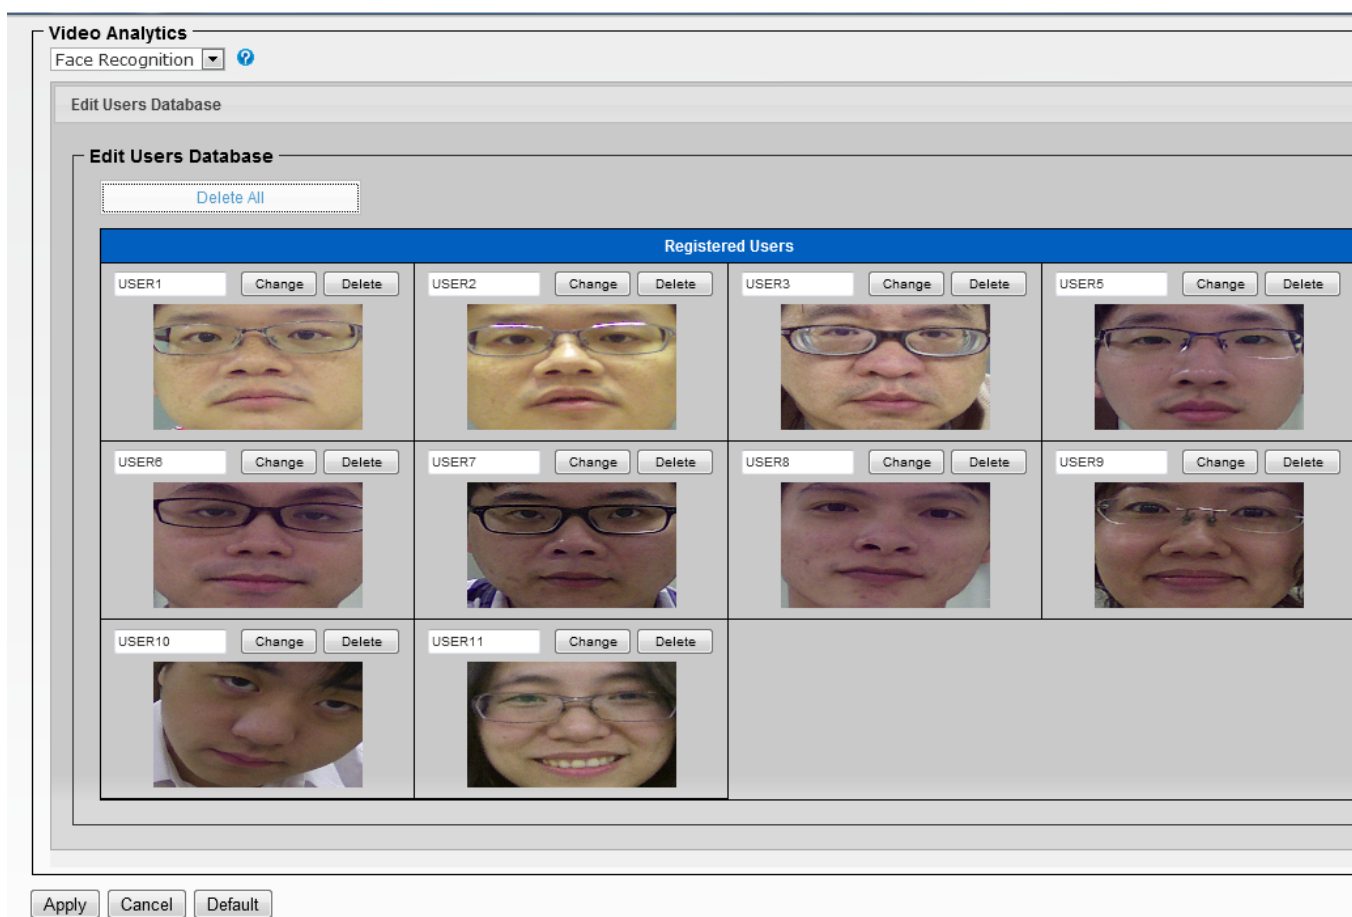 Video Analytics
Face Recognition
Edit Users Database
Edit Users Database
Delete All
Registered Users
USER1 Change Delete USER2 Change Delete USER3 Change Delete USER5 Change Delete
USER6 Change Delete USER7 Change Delete USER8 Change Delete USER9 Change Delete
USER10 Change Delete USER11 Change Delete
Apply Cancel Default